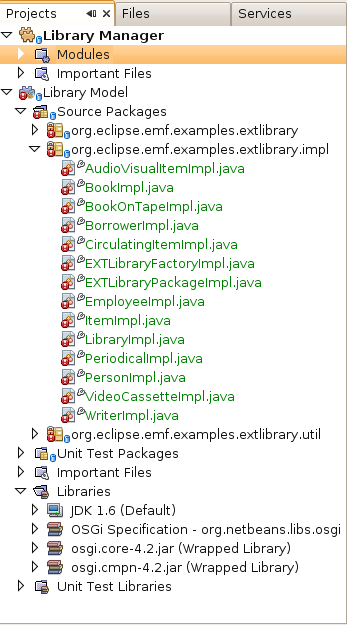 Projects
Files
Services
Library Manager
Modules
Important Files
Library Model
Source Packages
org.eclipse.emf.examples.extlibrary
org.eclipse.emf.examples.extlibrary.impl
AudioVisualItemImpl.java
BookImpl.java
BookOnTapeImpl.java
BorrowerImpl.java
CirculatingItemImpl.java
EXTLibraryFactoryImpl.java
EXTLibraryPackageImpl.java
EmployeeImpl.java
ItemImpl.java
LibraryImpl.java
PeriodicalImpl.java
PersonImpl.java
VideoCassetteImpl.java
WriterImpl.java
org.eclipse.emf.examples.extlibrary.util
Unit Test Packages
Important Files
Libraries
JDK 1.6 (Default)
OSGi Specification - org.netbeans.libs.osgi
osgi.core-4.2.jar (Wrapped Library)
osgi.cmpn-4.2.jar (Wrapped Library)
Unit Test Libraries